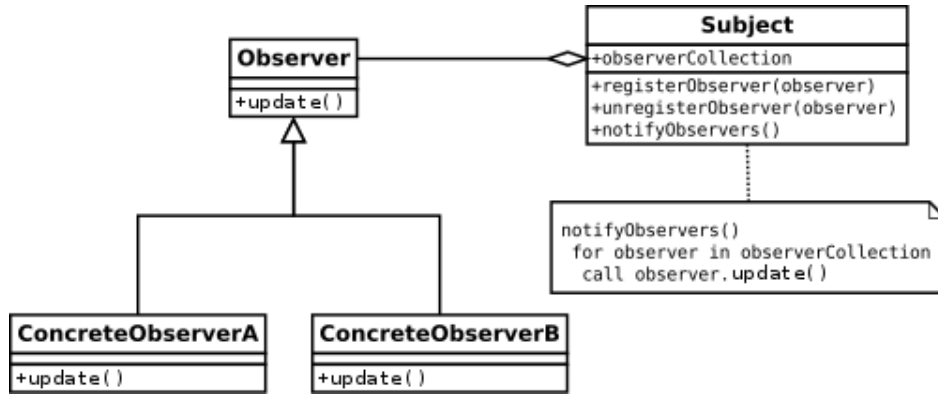 Observer
+update()
Subject
+observerCollection
+registerObserver(observer)
+unregisterObserver(observer)
+notifyObservers()
notifyObservers()
for observer in observerCollection
call observer.update()
ConcreteObserverA
+update()
ConcreteObserverB
+update()